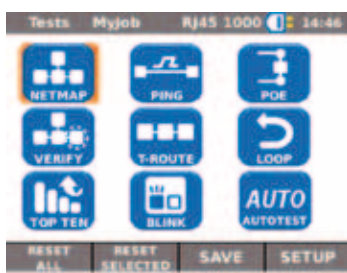 Tests Myjob RJ45 1000 14:46
NETMAP PING POE
VERIFY T-ROUTE LOOP
TOP TEN BLINK AUTO
AUTOTEST
RESET ALL RESET SELECTED SAVE SETUP